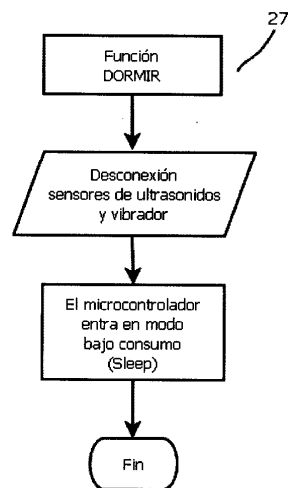 27
Función
DORMIR
Desconexión
sensores de ultrasonidos
y vibrador
El microcontrolador
entra en modo
bajo consumo
(Sleep)
Fin